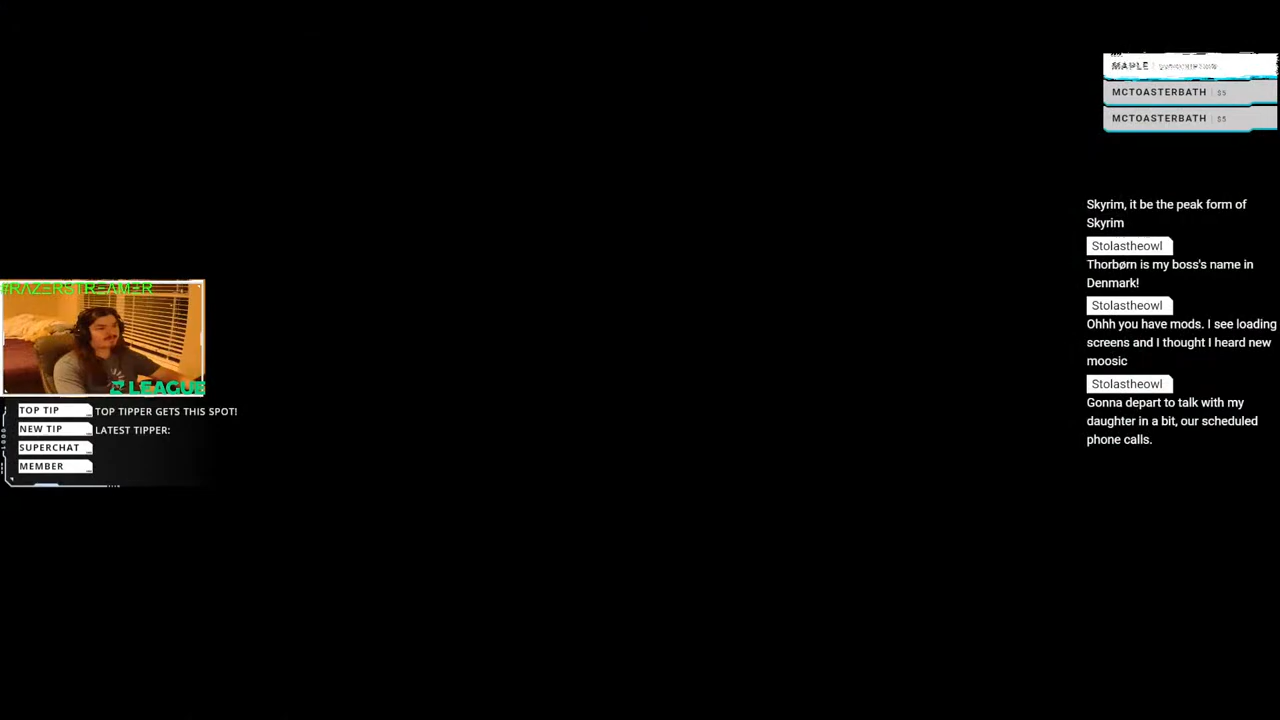 MAPLE
MCTOASTERBATH $5
MCTOASTERBATH $5
Skyrim, it be the peak form of
Skyrim
Stolastheowl
Thorbørn is my boss's name in
Denmark!
Stolastheowl
Ohhh you have mods. I see loading
screens and I thought I heard new
moosic
Stolastheowl
Gonna depart to talk with my
daughter in a bit, our scheduled
phone calls.
#RAZERSTREAMER
LEAGUE
TOP TIP TOP TIPPER GETS THIS SPOT!
NEW TIP LATEST TIPPER:
SUPERCHAT
MEMBER